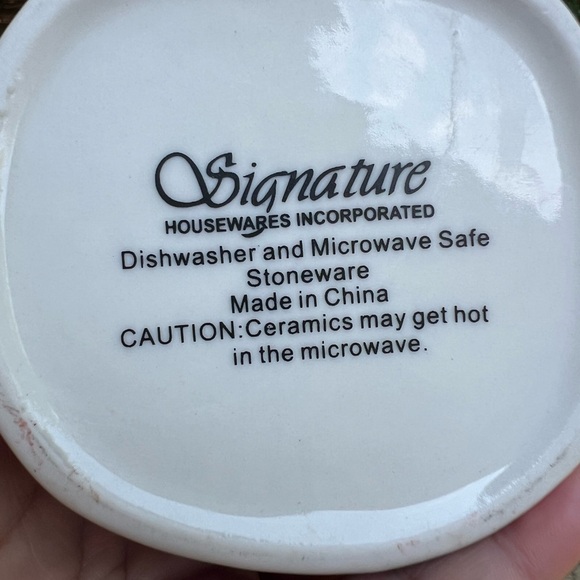 Signature
HOUSEWARES INCORPORATED
Dishwasher and Microwave Safe
Stoneware
Made in China
CAUTION:Ceramics may get hot
in the microwave.